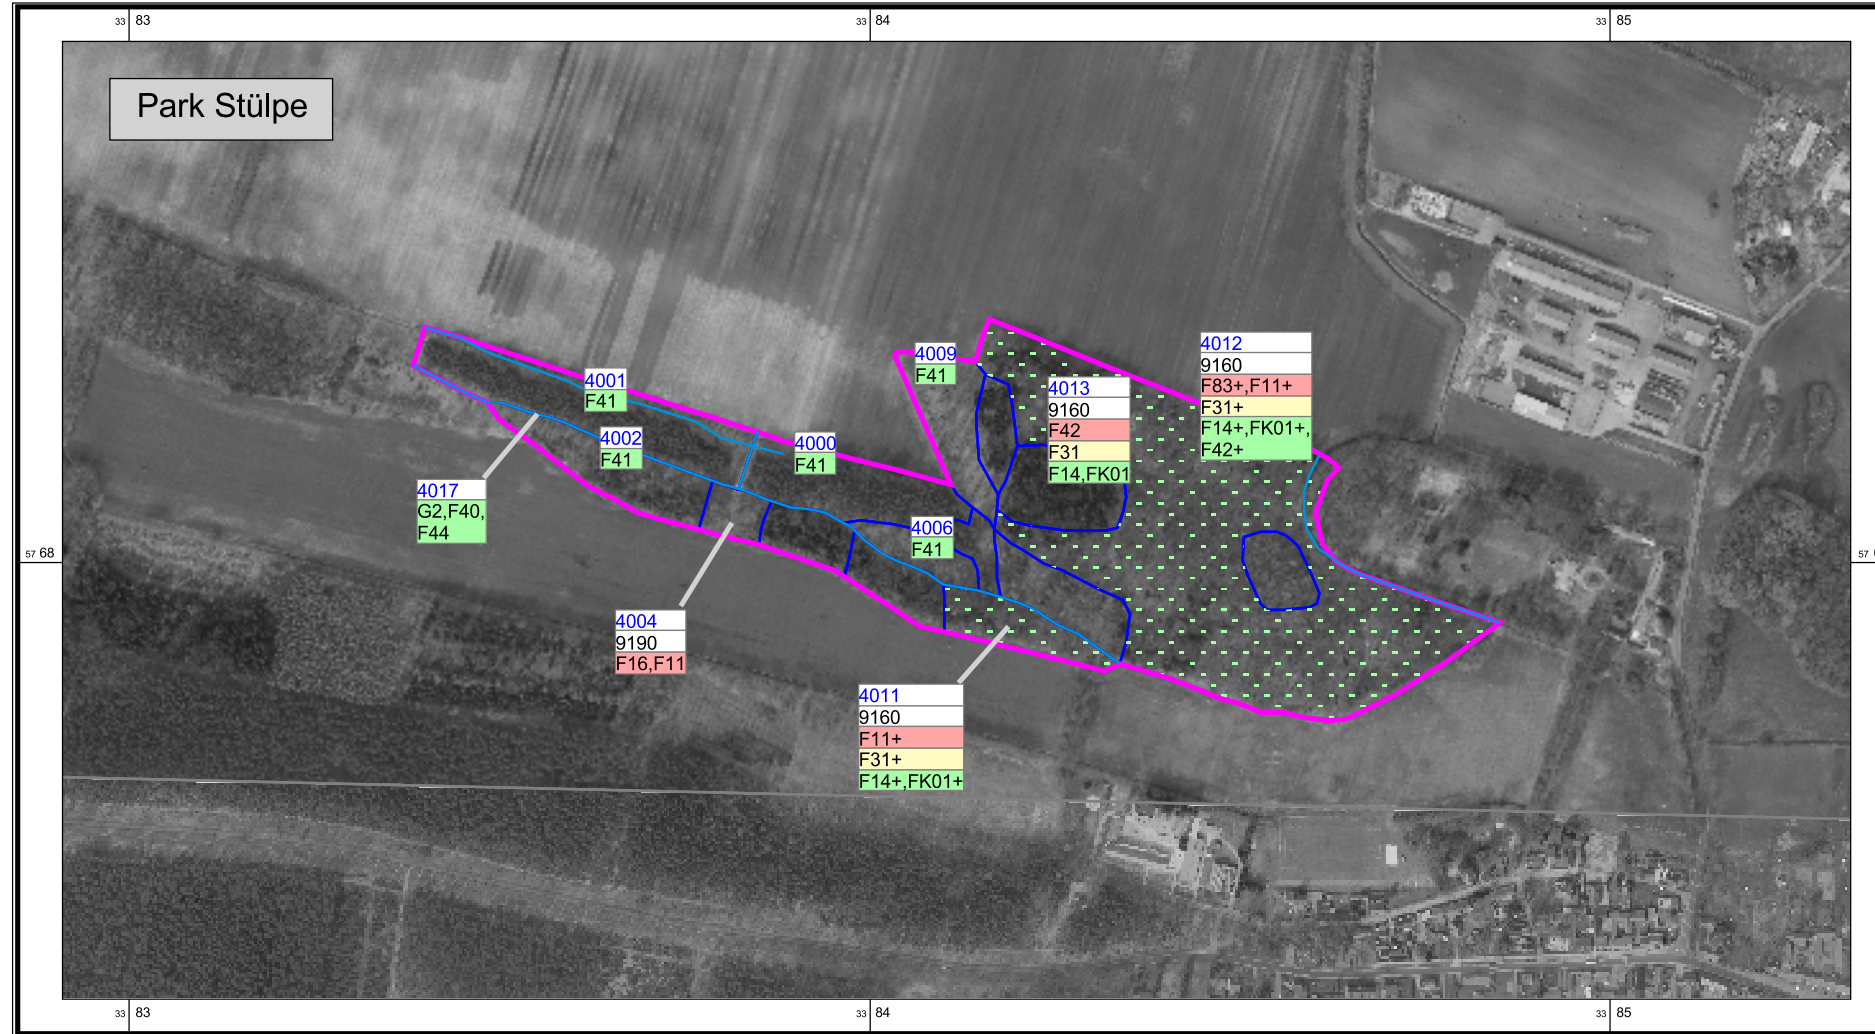 33 83
33 84
33 85
Park Stülpe
4009
F41
4012
9160
F83+,F11+
F31+
F14+,FK01+,
F42+
4001
F41
4013
9160
F42
F31
F14,FK01
4002
F41
4000
F41
4017
G2,F40,
F44
4006
F41
57 68
57
4004
9190
F16,F11
4011
9160
F11+
F31+
F14+,FK01+
33 83
33 84
33 85